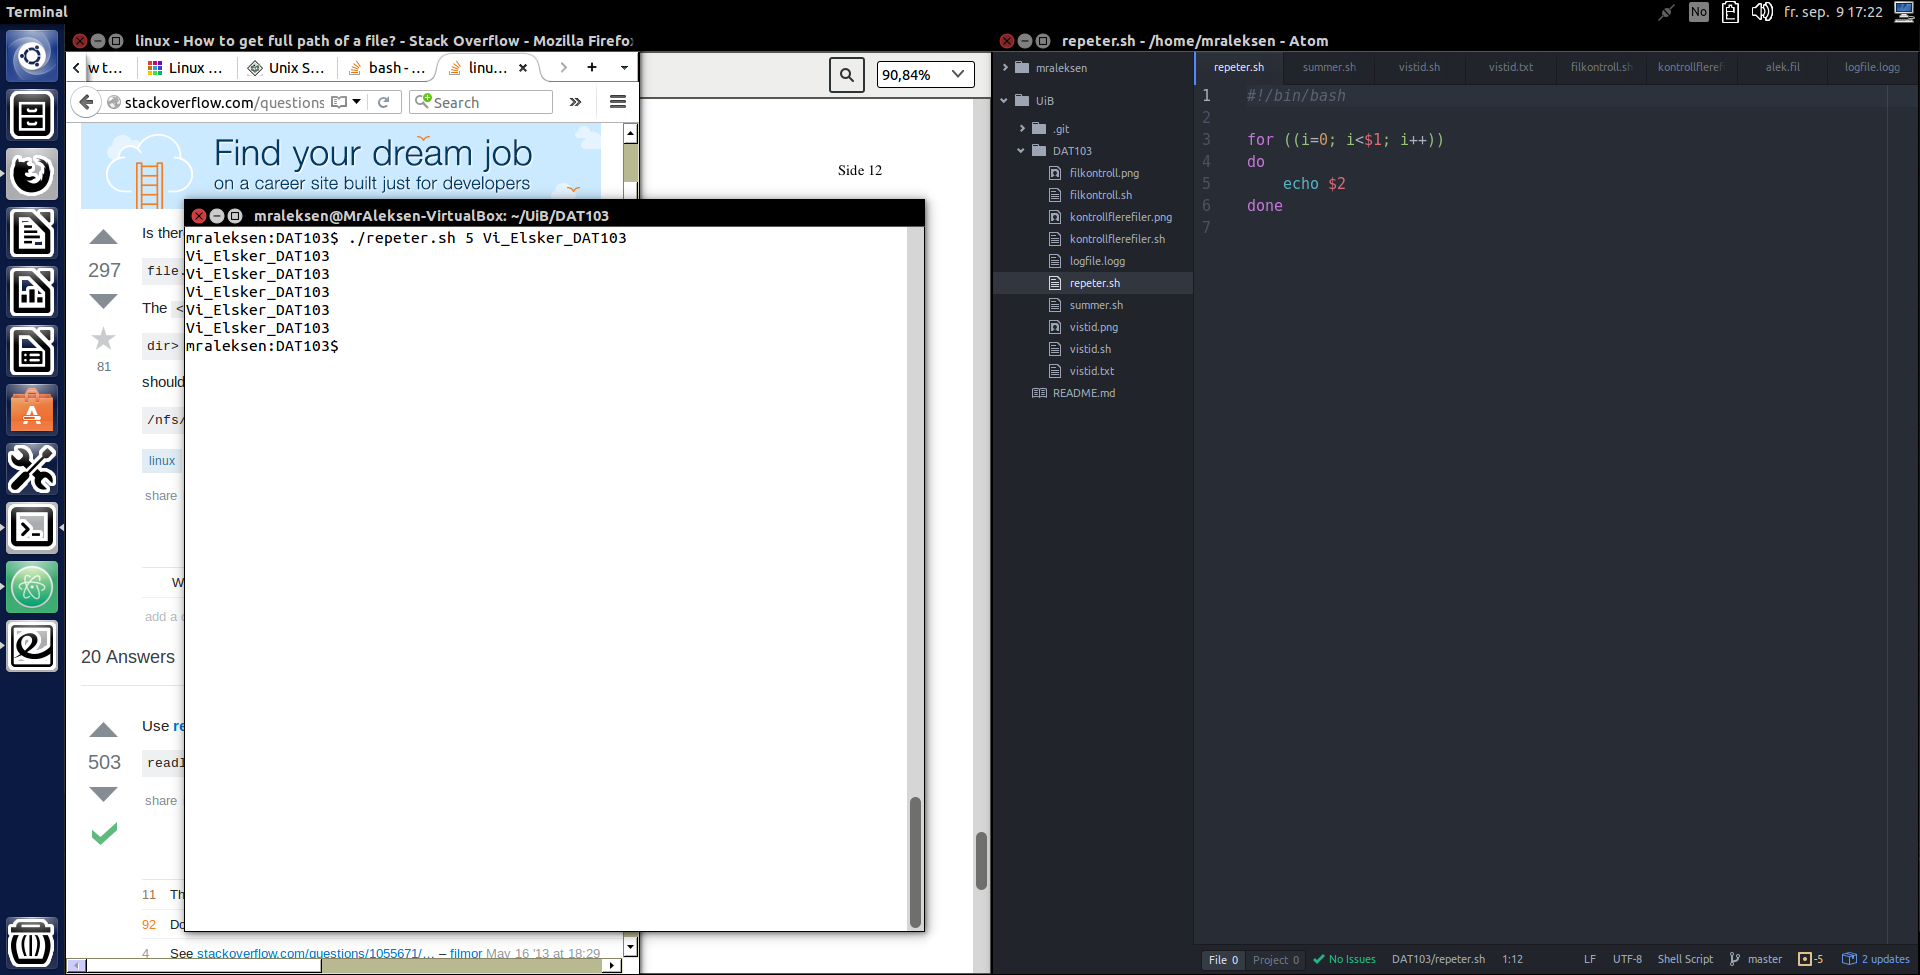 Terminal
No
fr. sep. 9 17:22
linux - How to get full path of a file? - Stack Overflow - Mozilla Firefo
w t...
Linux ...
Unix S...
bash - ...
linu...
stackoverflow.com/questions
Search
Find your dream job
on a career site built just for developers
Is ther
297
file.
The <
81
dir>
should
/nfs/
linux
share
W
add a c
20 Answers
Use re
503
readl
share
11 Th
92 Do
4 See stackoverflow.com/questions/1055671/... – filmor May 16 '13 at 18:29
90,84%
Side 12
mraleksen@MrAleksen-VirtualBox: ~/UiB/DAT103
mraleksen:DAT103$ ./repeter.sh 5 Vi_Elsker_DAT103
Vi_Elsker_DAT103
Vi_Elsker_DAT103
Vi_Elsker_DAT103
Vi_Elsker_DAT103
Vi_Elsker_DAT103
mraleksen:DAT103$
repeter.sh - /home/mraleksen - Atom
mraleksen
UiB
.git
DAT103
filkontroll.png
filkontroll.sh
kontrollflerefiler.png
kontrollflerefiler.sh
logfile.logg
repeter.sh
summer.sh
vistid.png
vistid.sh
vistid.txt
README.md
repeter.sh
summer.sh
vistid.sh
vistid.txt
filkontroll.sh
kontrollflerefi
alek.fil
logfile.logg
1 #!/bin/bash
2
3 for ((i=0; i<$1; i++))
4 do
5 echo $2
6 done
7
File 0
Project 0
No Issues
DAT103/repeter.sh
1:12
LF
UTF-8
Shell Script
master
-5
2 updates